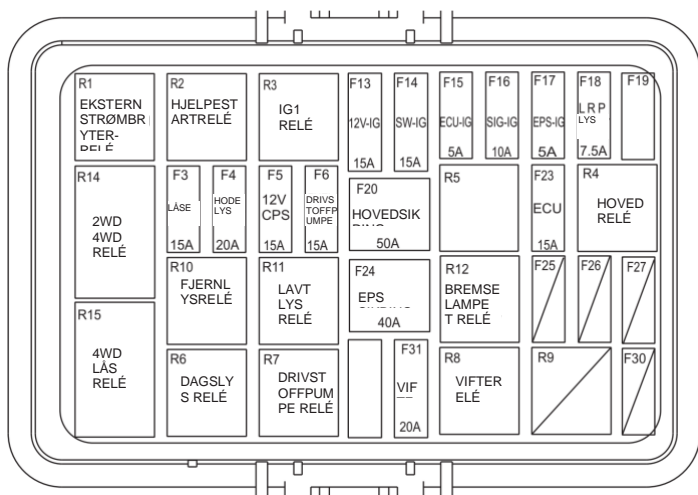 R1
EKSTERN
STRØMBR
YTER-
RELÉ
R2
HJELPEST
ARTRELÉ
R3
IG1
RELÉ
F13
12V-IG
15A
F14
SW-IG
15A
F15
ECU-IG
5A
F16
SIG-IG
10A
F17
EPS-IG
5A
F18
LRP
LYS
7.5A
F19
R14
2WD
4WD
RELÉ
F3
LÅSE
15A
F4
HODE
LYS
20A
F5
12V
CPS
15A
F6
DRIVS
TOFFP
UMPE
15A
F20
HOVEDSIK
50A
R5
F23
ECU
15A
R4
HOVED
RELÉ
R10
FJERNL
YSRELÉ
R11
LAVT
LYS
RELÉ
F24
EPS
40A
R12
BREMSE
LAMPE
T RELÉ
F25
F26
F27
R15
4WD
LÅS
RELÉ
R6
DAGSLY
S RELÉ
R7
DRIVST
OFFPUM
PE RELÉ
F31
VIF
20A
R8
VIFTER
ELÉ
R9
F30